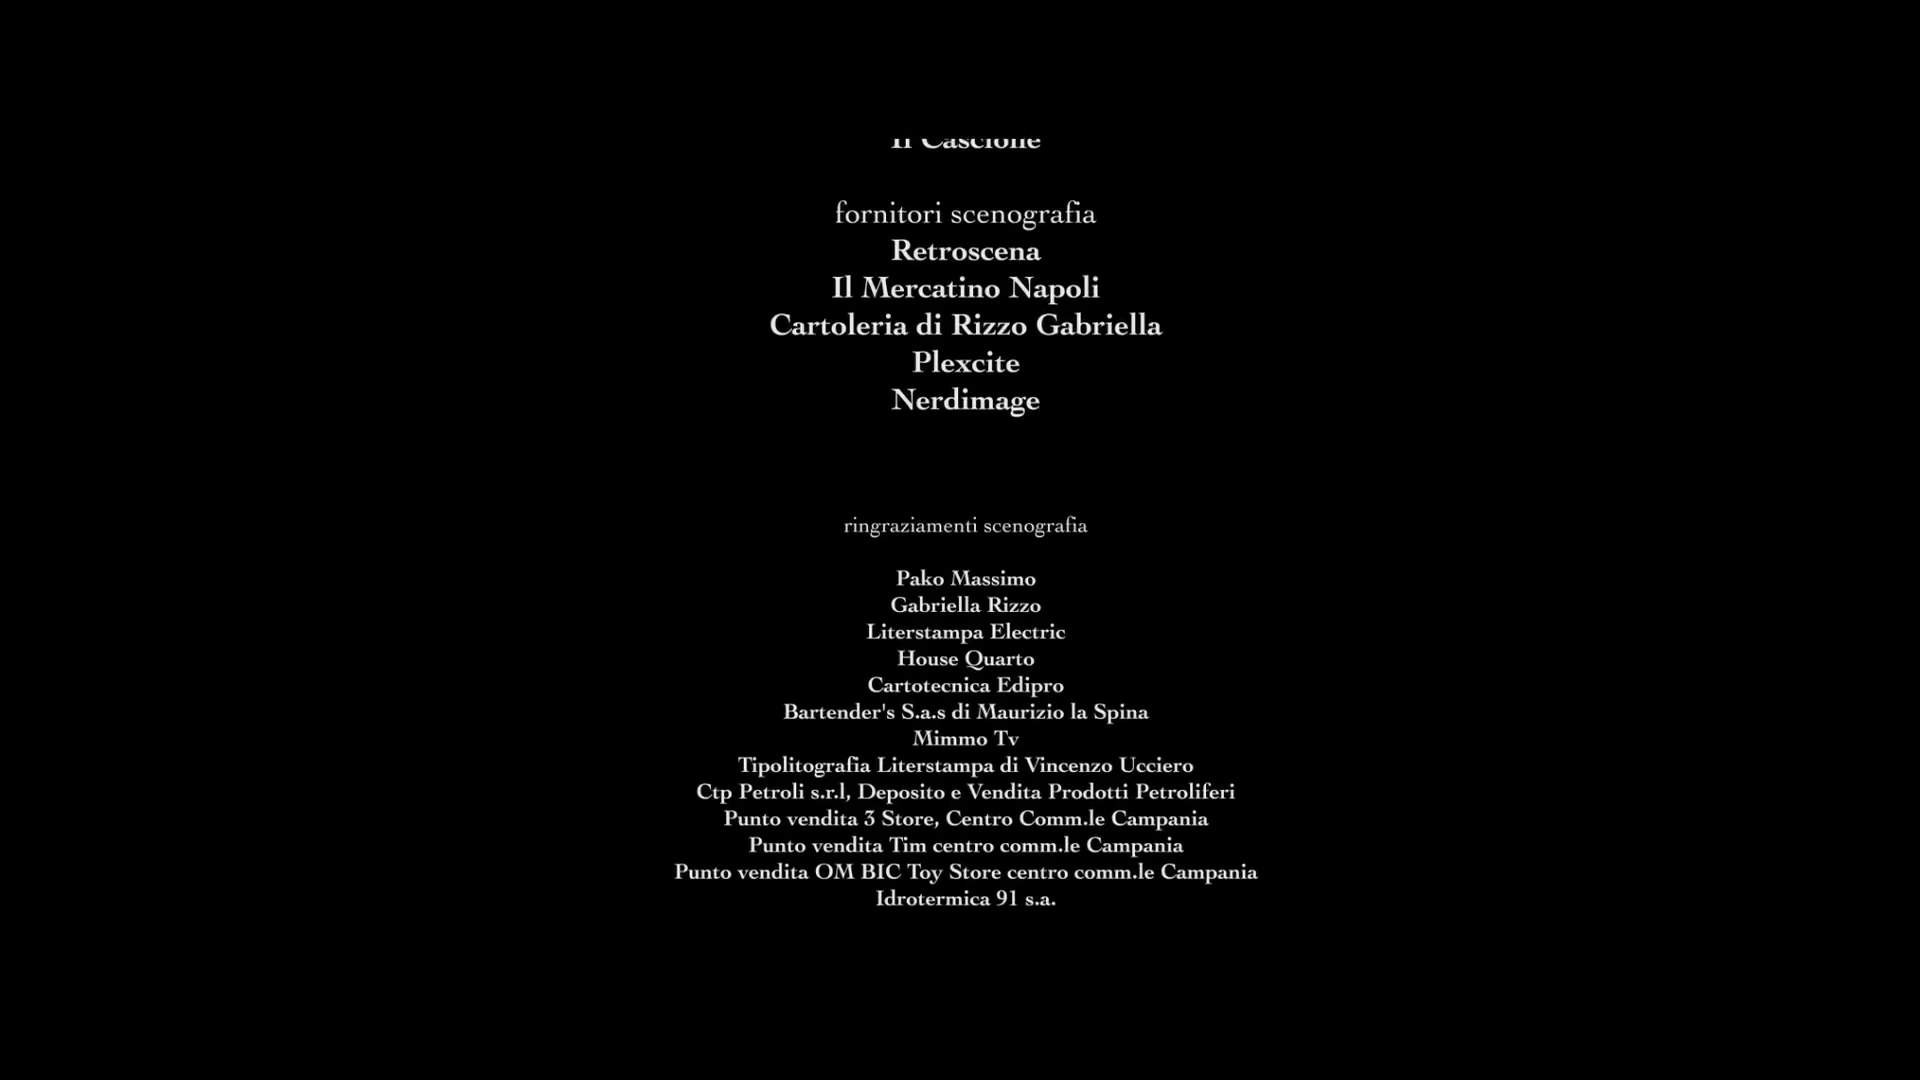 Il Cascione
fornitori scenografia
Retroscena
Il Mercatino Napoli
Cartoleria di Rizzo Gabriella
Plexcite
Nerdimage
ringraziamenti scenografia
Pako Massimo
Gabriella Rizzo
Literstampa Electric
House Quarto
Cartotecnica Edipro
Bartender's S.a.s di Maurizio la Spina
Mimmo Tv
Tipolitografia Literstampa di Vincenzo Ucciero
Ctp Petroli s.r.l, Deposito e Vendita Prodotti Petroliferi
Punto vendita 3 Store, Centro Comm.le Campania
Punto vendita Tim centro comm.le Campania
Punto vendita OM BIC Toy Store centro comm.le Campania
Idrotermica 91 s.a.